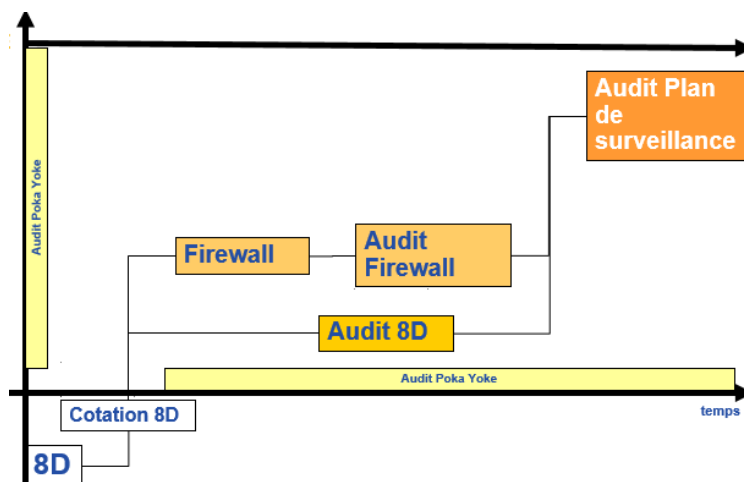 Audit Plan
de
surveillance
Audit Poka Yoke
Firewall
Audit
Firewall
Audit 8D
Audit Poka Yoke
Cotation 8D
temps
8D